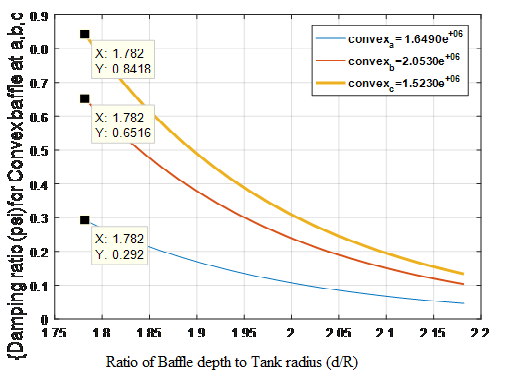 0.9
0.8
0.7
0.6
0.5
0.4
0.3
0.2
0.1
0
{Damping ratio (psi) for Convex baffle at a,b,c
convex_a = 1.6490e^+06
convex_b =2.0530e^+06
convex_c =1.5230e^+06
X: 1.782
Y: 0.8418
X: 1.782
Y: 0.6516
X: 1.782
Y: 0.292
1.75 1.8 1.85 1.9 1.95 2 2.05 2.1 2.15 2.2
Ratio of Baffle depth to Tank radius (d/R)